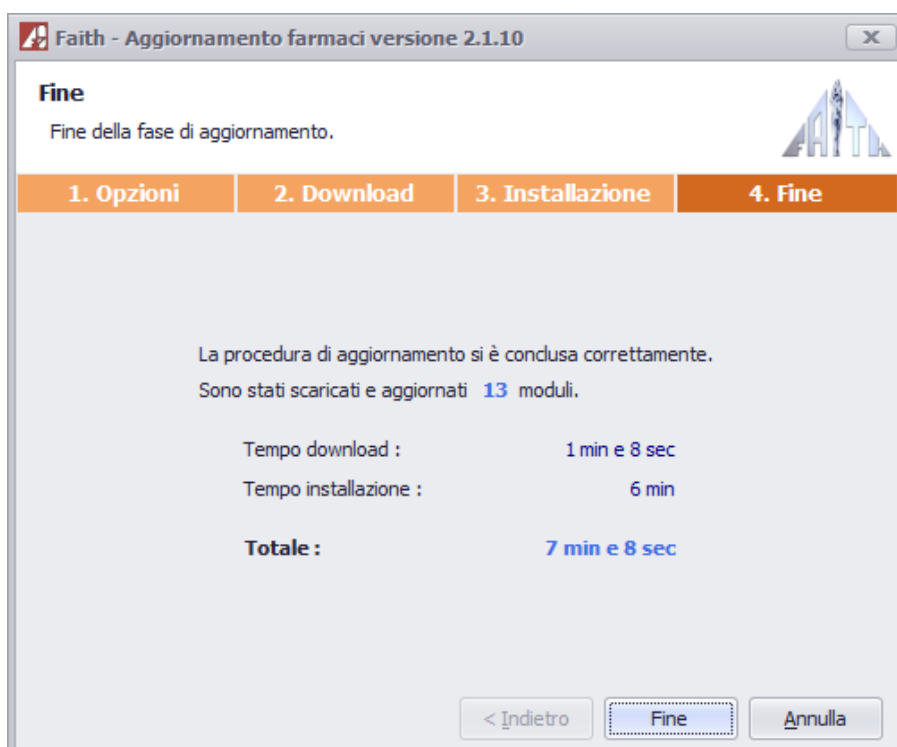 Faith - Aggiornamento farmaci versione 2.1.10
Fine
Fine della fase di aggiornamento.
FAITh
1. Opzioni 2. Download 3. Installazione 4. Fine
La procedura di aggiornamento si è conclusa correttamente.
Sono stati scaricati e aggiornati 13 moduli.
Tempo download : 1 min e 8 sec
Tempo installazione : 6 min
Totale : 7 min e 8 sec
< Indietro Fine Annulla